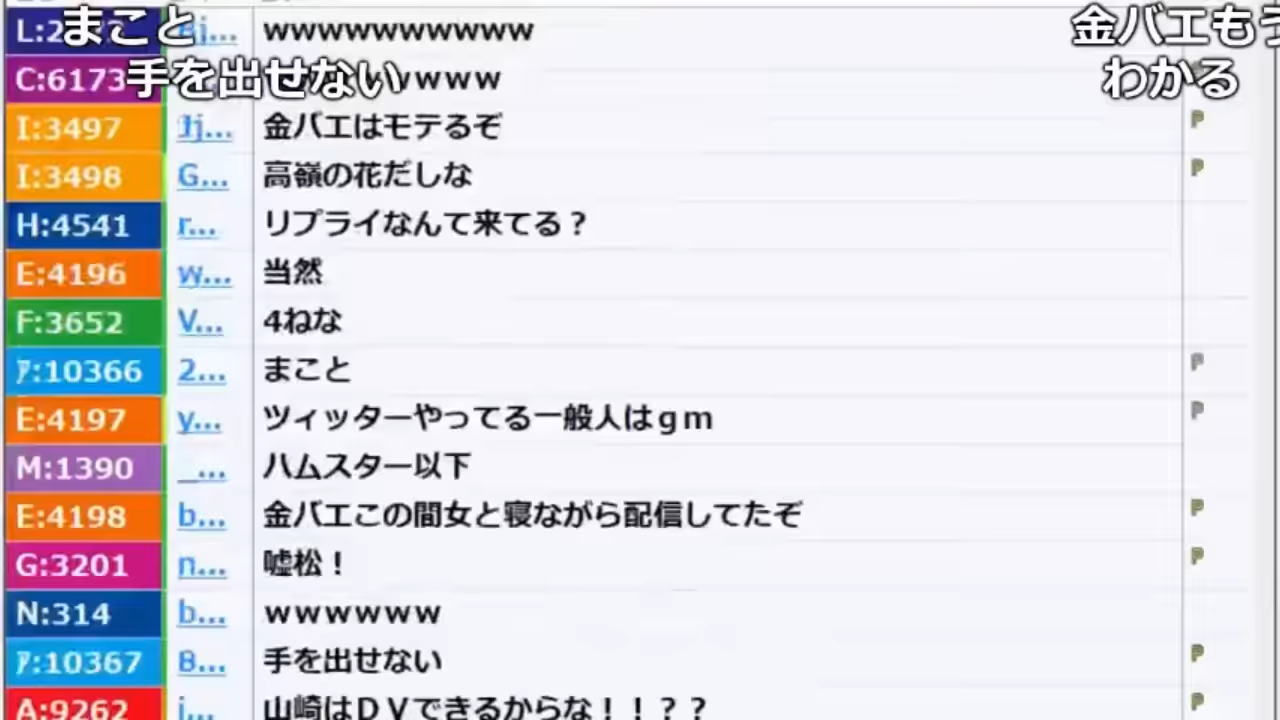 まこと
金バエもう
wwwwwwwwww
C:6173
手を出せない
わかる
I:3497 Jj... 金バエはモテるぞ P
I:3498 G... 高嶺の花だしな P
H:4541 r... リプライなんて来てる？
E:4196 w... 当然
F:3652 V... 4ねな
ｱ:10366 2... まこと P
E:4197 y... ツィッターやってる一般人はｇｍ P
M:1390 _... ハムスター以下
E:4198 b... 金バエこの間女と寝ながら配信してたぞ P
G:3201 n... 嘘松！ P
N:314 b... wwwwww
ｱ:10367 8... 手を出せない P
A:9262 i... 山崎はＤＶできるからな！！？？ P